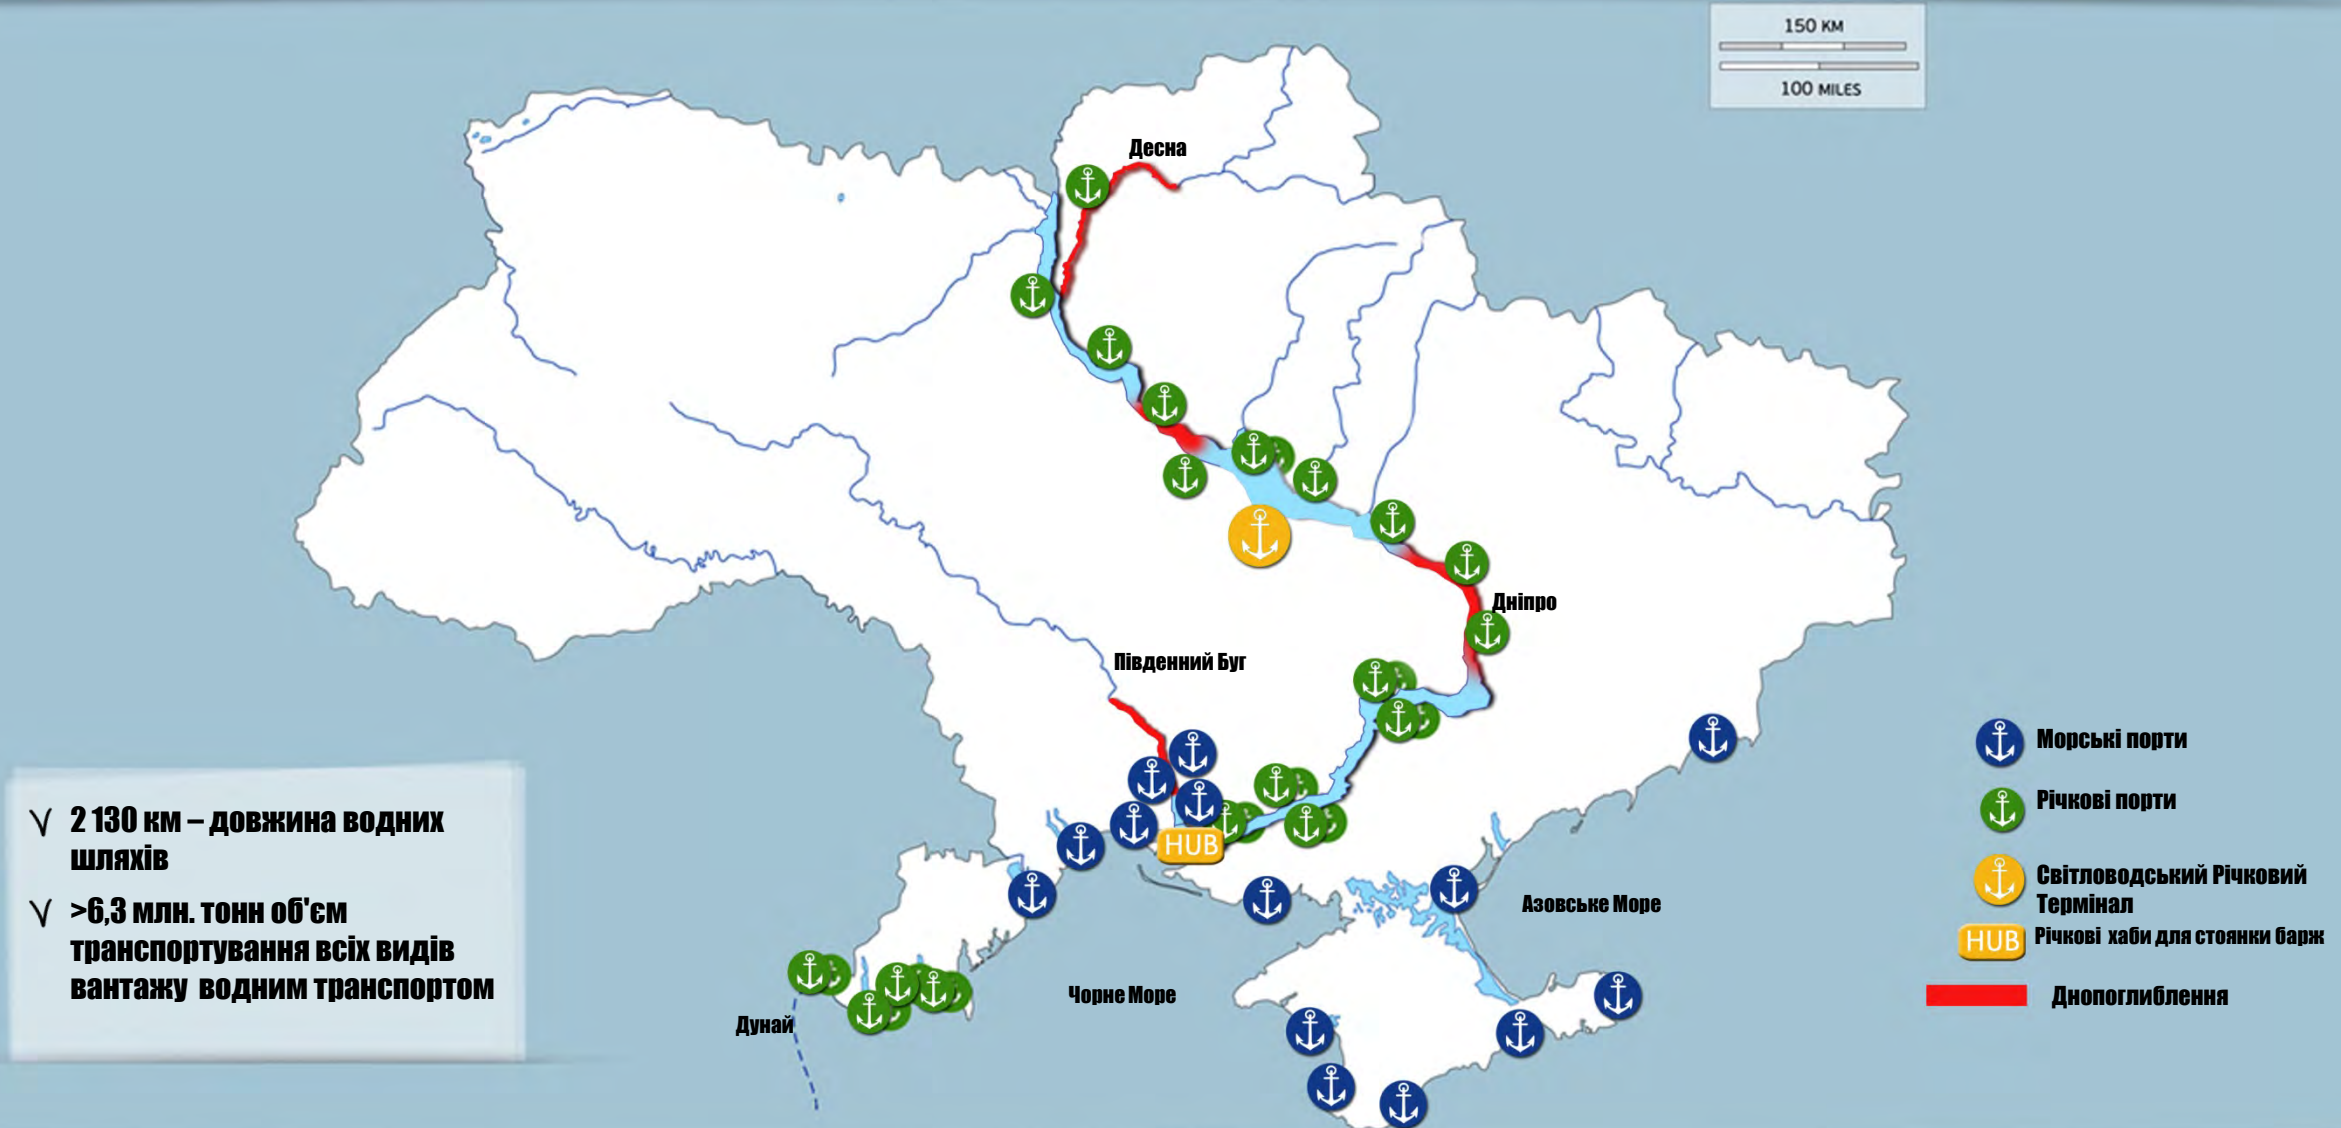 150 KM
100 MILES
Десна
Дніпро
Південний Буг
HUB
Азовське Море
Чорне Море
Дунай
√ 2 130 км – довжина водних
шляхів
√ >6,3 млн. тонн об'єм
транспортування всіх видів
вантажу водним транспортом
Морські порти
Річкові порти
Світловодський Річковий
Термінал
HUB Річкові хаби для стоянки барж
Днопоглиблення